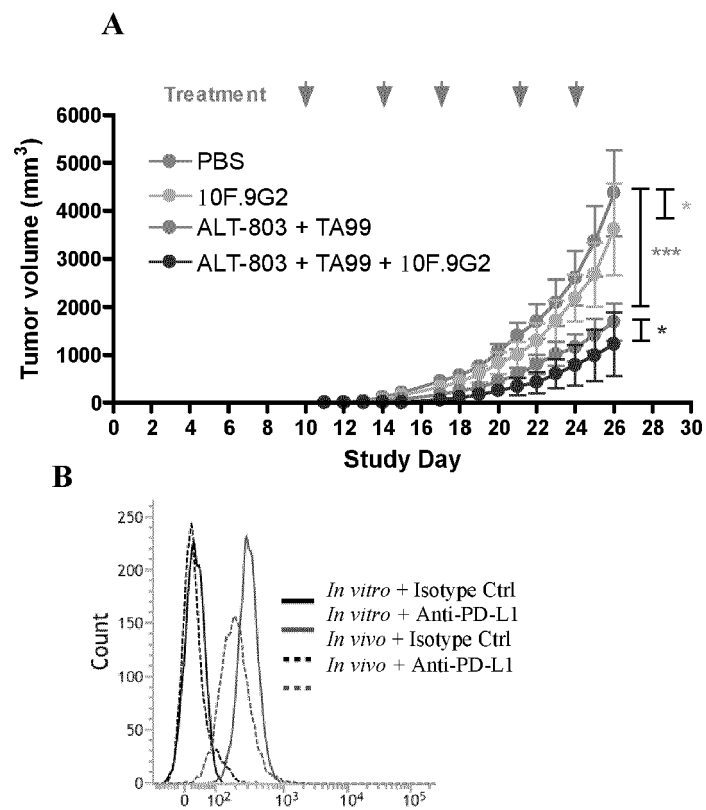 A
Treatment
6000
5000
4000
3000
2000
1000
0
Tumor volume (mm³)
PBS
10F.9G2
ALT-803 + TA99
ALT-803 + TA99 + 10F.9G2
*
***
*
0 2 4 6 8 10 12 14 16 18 20 22 24 26 28 30
Study Day
B
250
200
150
100
50
0
Count
In vitro + Isotype Ctrl
In vitro + Anti-PD-L1
In vivo + Isotype Ctrl
In vivo + Anti-PD-L1
0 10² 10³ 10⁴ 10⁵